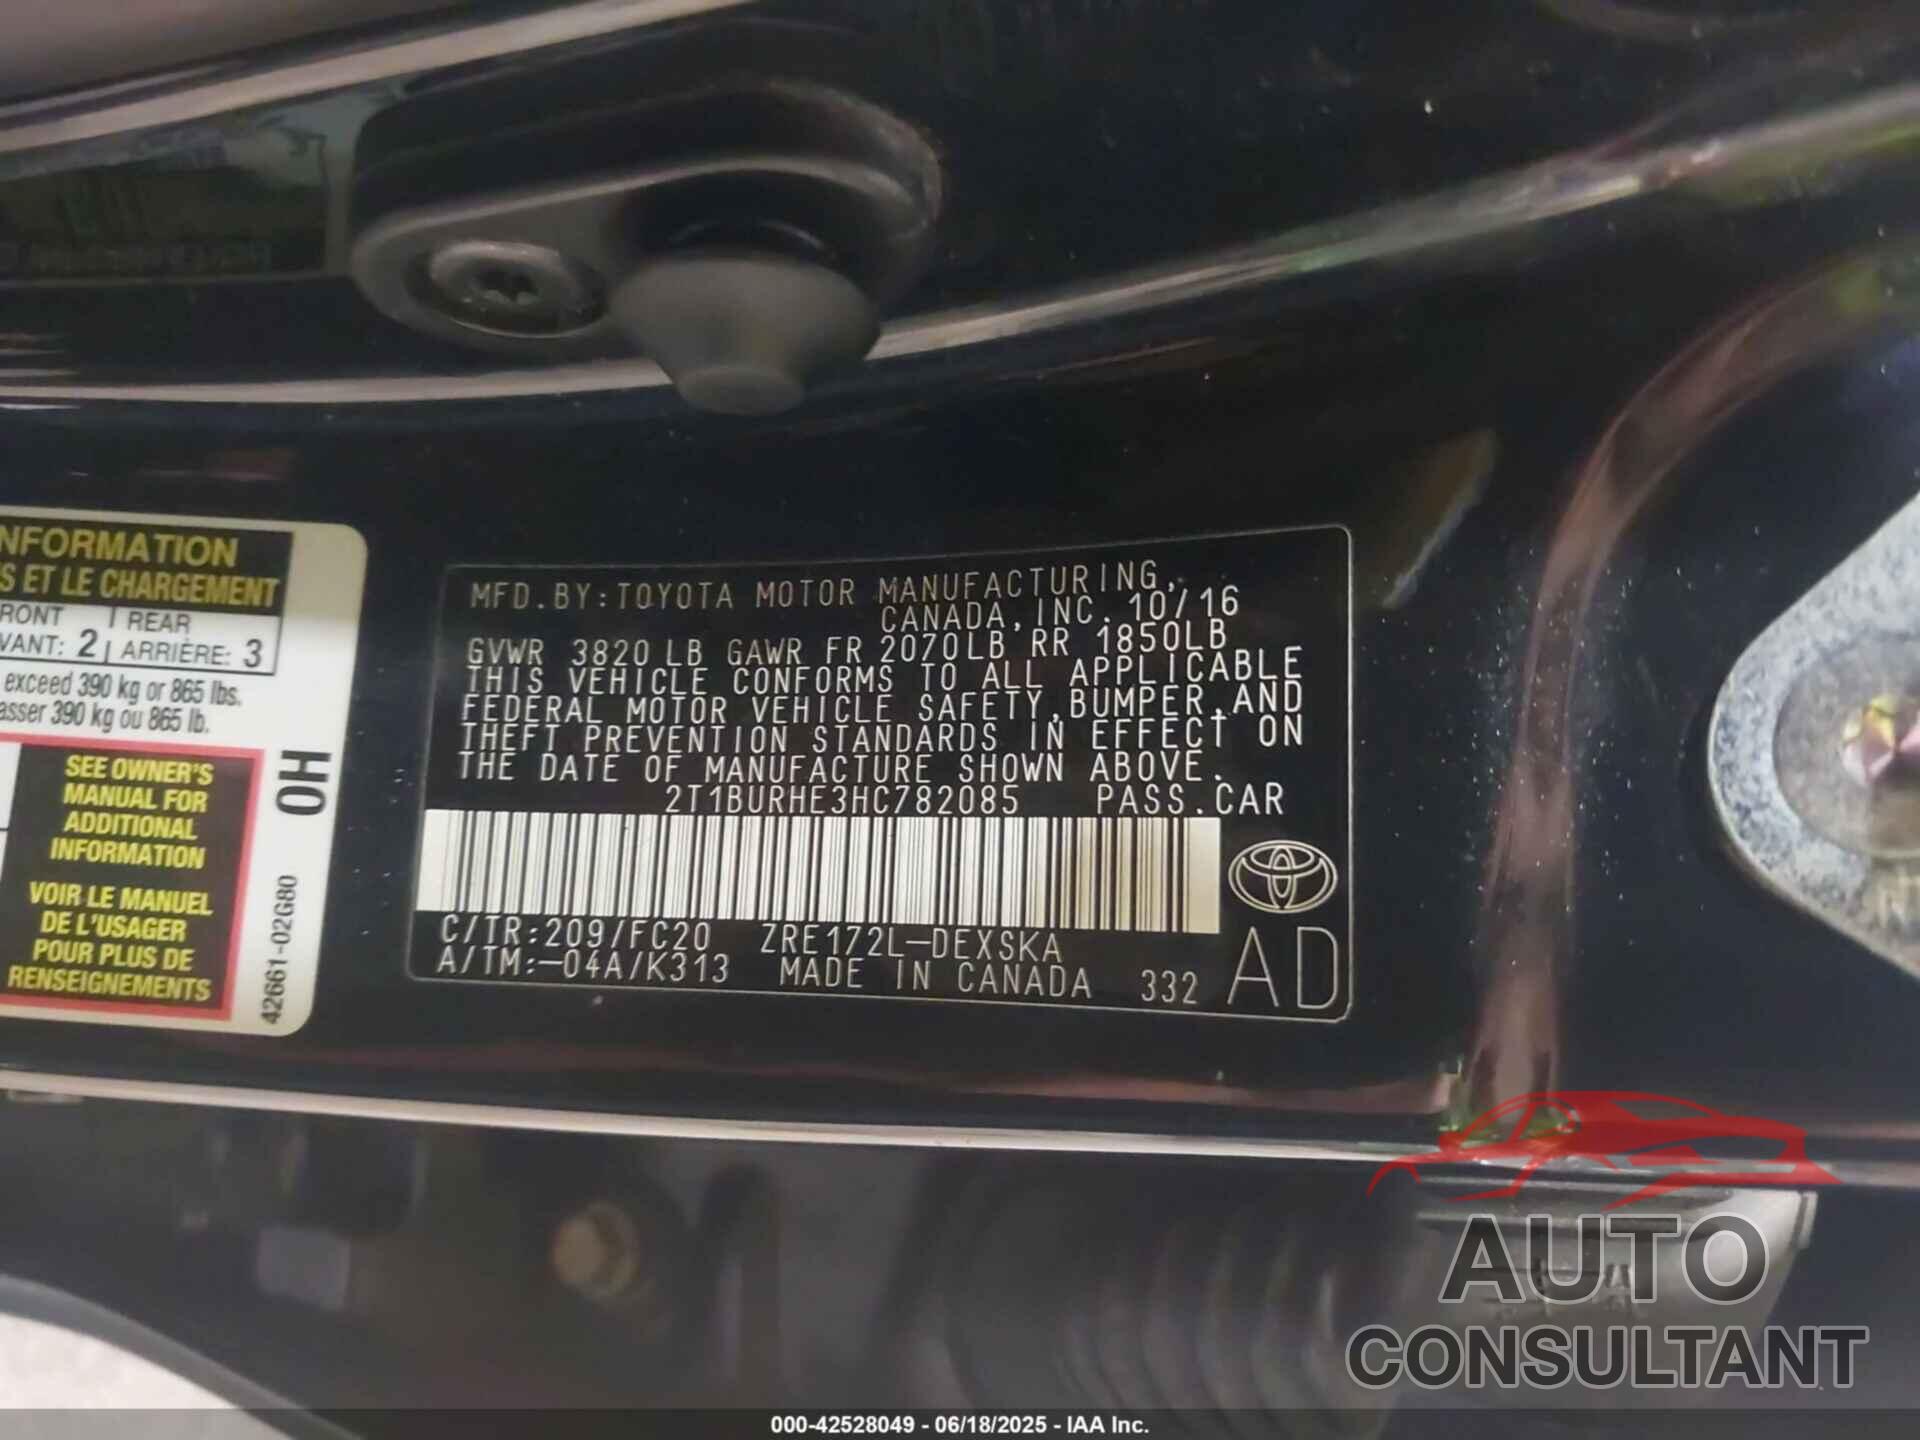 NFORMATION
S ET LE CHARGEMENT
RONT REAR
VANT: 2 ARRIÈRE: 3
exceed 390 kg or 865 lbs.
asser 390 kg ou 865 lb.
SEE OWNER'S
MANUAL FOR
ADDITIONAL
INFORMATION
VOIR LE MANUEL
DE L'USAGER
POUR PLUS DE
RENSEIGNEMENTS
OH
42661-02G80
MFD.BY:TOYOTA MOTOR MANUFACTURING,
CANADA,INC. 10/16
GVWR 3820 LB GAWR FR 2070LB RR 1850LB
THIS VEHICLE CONFORMS TO ALL APPLICABLE
FEDERAL MOTOR VEHICLE SAFETY,BUMPER,AND
THEFT PREVENTION STANDARDS IN EFFECT ON
THE DATE OF MANUFACTURE SHOWN ABOVE.
2T1BURHE3HC782085 PASS.CAR
C/TR:209/FC20 ZRE172L-DEXSKA
A/TM:-04A/K313 MADE IN CANADA 332
AD
AUTO
CONSULTANT
000-42528049 - 06/18/2025 - IAA Inc.